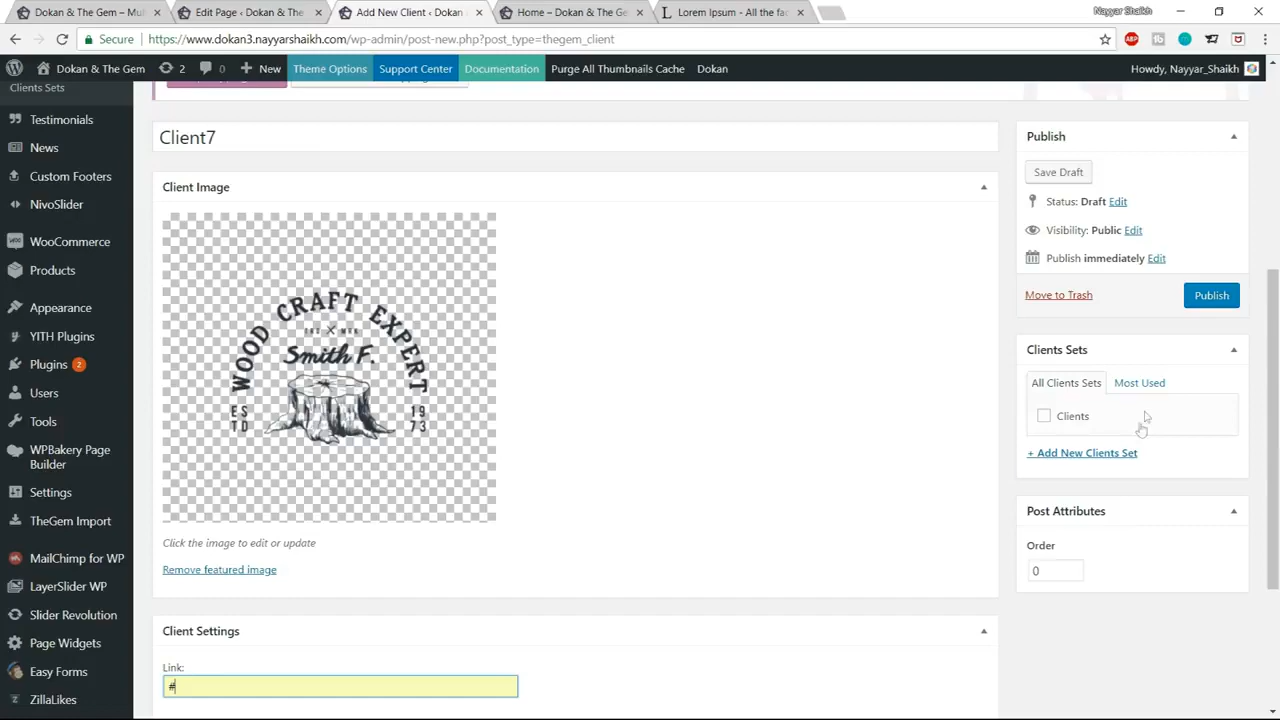 Dokan & The Gem – Mul
Edit Page ‹ Dokan & The
Add New Client ‹ Dokan
Home – Dokan & The Ge
Lorem Ipsum - All the fac
Nayyar Shaikh
Secure
https://www.dokan3.nayyarshaikh.com/wp-admin/post-new.php?post_type=thegem_client
Dokan & The Gem
2
0
New
Theme Options
Support Center
Documentation
Purge All Thumbnails Cache
Dokan
Howdy, Nayyar_Shaikh
Clients Sets
Testimonials
News
Custom Footers
NivoSlider
WooCommerce
Products
Appearance
YITH Plugins
Plugins 2
Users
Tools
WPBakery Page
Builder
Settings
TheGem Import
MailChimp for WP
LayerSlider WP
Slider Revolution
Page Widgets
Easy Forms
ZillaLikes
Client7
Client Image
WOOD CRAFT EXPERT
Smith F.
ES
TD
19
73
Click the image to edit or update
Remove featured image
Client Settings
Link:
#
Publish
Save Draft
Status: Draft Edit
Visibility: Public Edit
Publish immediately Edit
Move to Trash
Publish
Clients Sets
All Clients Sets
Most Used
Clients
+ Add New Clients Set
Post Attributes
Order
0